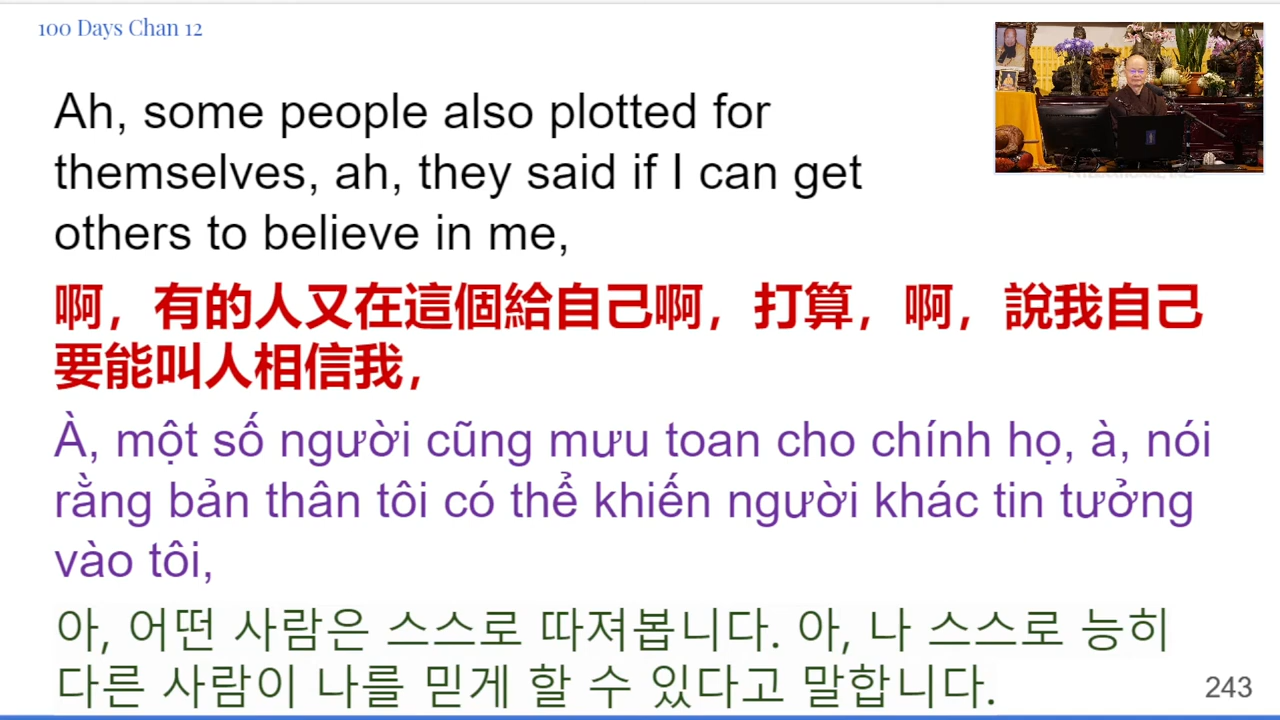 100 Days Chan 12
Ah, some people also plotted for
themselves, ah, they said if I can get
others to believe in me,
啊，有的人又在這個給自己啊，打算，啊，說我自己
要能叫人相信我，
À, một số người cũng mưu toan cho chính họ, à, nói
rằng bản thân tôi có thể khiến người khác tin tưởng
vào tôi,
아, 어떤 사람은 스스로 따져봅니다. 아, 나 스스로 능히
다른 사람이 나를 믿게 할 수 있다고 말합니다.
243